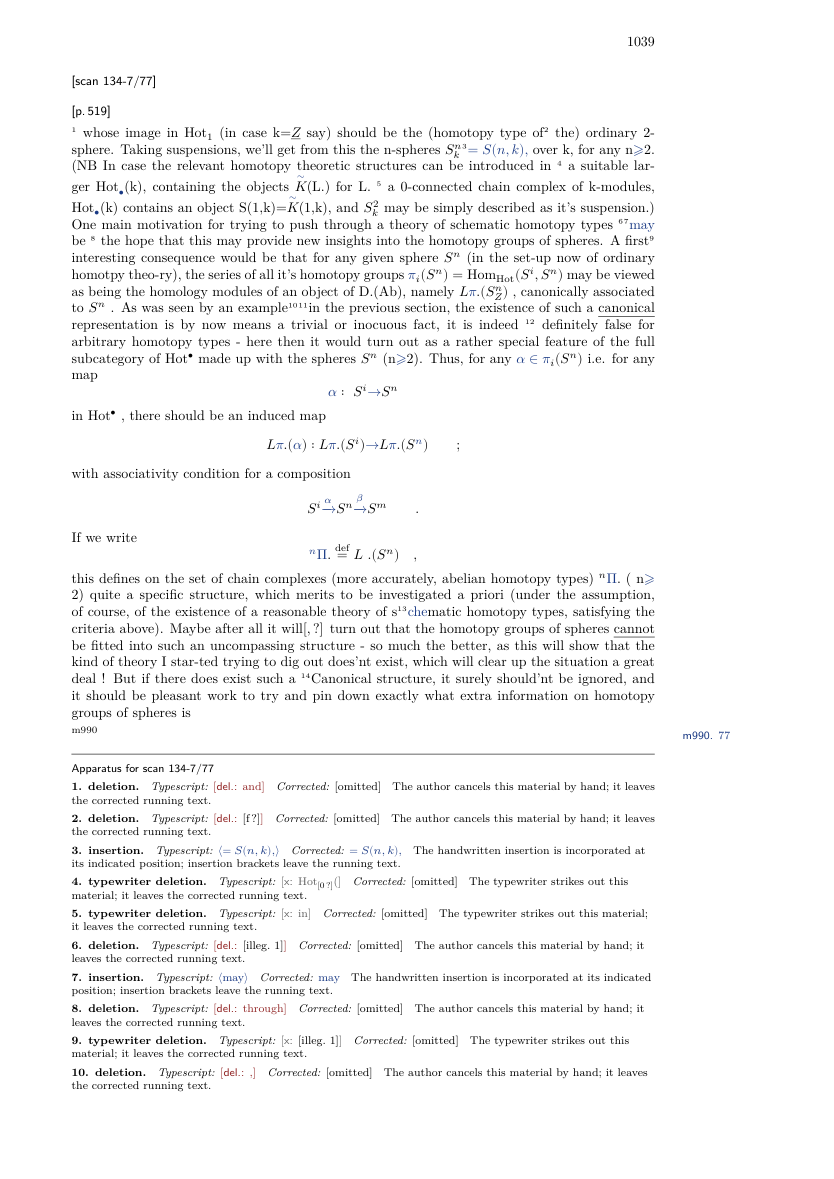 1039
[scan 134-7/77]
[p. 519]
¹ whose image in Hot₁ (in case k=Z say) should be the (homotopy type of² the) ordinary 2-
sphere. Taking suspensions, we'll get from this the n-spheres Sₖⁿ³= S(n, k), over k, for any n⩾2.
(NB In case the relevant homotopy theoretic structures can be introduced in ⁴ a suitable lar-
ger Hot•(k), containing the objects K̃(L.) for L. ⁵ a 0-connected chain complex of k-modules,
Hot•(k) contains an object S(1,k)=K̃(1,k), and Sₖ² may be simply described as it's suspension.)
One main motivation for trying to push through a theory of schematic homotopy types ⁶⁷may
be ⁸ the hope that this may provide new insights into the homotopy groups of spheres. A first⁹
interesting consequence would be that for any given sphere Sⁿ (in the set-up now of ordinary
homotpy theo-ry), the series of all it's homotopy groups πᵢ(Sⁿ) = Hom_Hot(Sⁱ, Sⁿ) may be viewed
as being the homology modules of an object of D.(Ab), namely Lπ.(S_Zⁿ) , canonically associated
to Sⁿ . As was seen by an example¹⁰¹¹in the previous section, the existence of such a canonical
representation is by now means a trivial or inocuous fact, it is indeed ¹² definitely false for
arbitrary homotopy types - here then it would turn out as a rather special feature of the full
subcategory of Hot• made up with the spheres Sⁿ (n⩾2). Thus, for any α ∈ πᵢ(Sⁿ) i.e. for any
map
α : Sⁱ→Sⁿ
in Hot• , there should be an induced map
Lπ.(α) : Lπ.(Sⁱ)→Lπ.(Sⁿ) ;
with associativity condition for a composition
Sⁱ →^α Sⁿ →^β Sᵐ .
If we write
ⁿΠ. =^def L .(Sⁿ) ,
this defines on the set of chain complexes (more accurately, abelian homotopy types) ⁿΠ. ( n⩾
2) quite a specific structure, which merits to be investigated a priori (under the assumption,
of course, of the existence of a reasonable theory of s¹³chematic homotopy types, satisfying the
criteria above). Maybe after all it will[, ?] turn out that the homotopy groups of spheres cannot
be fitted into such an uncompassing structure - so much the better, as this will show that the
kind of theory I star-ted trying to dig out does'nt exist, which will clear up the situation a great
deal ! But if there does exist such a ¹⁴Canonical structure, it surely should'nt be ignored, and
it should be pleasant work to try and pin down exactly what extra information on homotopy
groups of spheres is
m990
m990. 77
Apparatus for scan 134-7/77
1. deletion. Typescript: [del.: and] Corrected: [omitted] The author cancels this material by hand; it leaves
the corrected running text.
2. deletion. Typescript: [del.: [f ?]] Corrected: [omitted] The author cancels this material by hand; it leaves
the corrected running text.
3. insertion. Typescript: ⟨= S(n, k),⟩ Corrected: = S(n, k), The handwritten insertion is incorporated at
its indicated position; insertion brackets leave the running text.
4. typewriter deletion. Typescript: [x: Hot_[0 ?](] Corrected: [omitted] The typewriter strikes out this
material; it leaves the corrected running text.
5. typewriter deletion. Typescript: [x: in] Corrected: [omitted] The typewriter strikes out this material;
it leaves the corrected running text.
6. deletion. Typescript: [del.: [illeg. 1]] Corrected: [omitted] The author cancels this material by hand; it
leaves the corrected running text.
7. insertion. Typescript: ⟨may⟩ Corrected: may The handwritten insertion is incorporated at its indicated
position; insertion brackets leave the running text.
8. deletion. Typescript: [del.: through] Corrected: [omitted] The author cancels this material by hand; it
leaves the corrected running text.
9. typewriter deletion. Typescript: [x: [illeg. 1]] Corrected: [omitted] The typewriter strikes out this
material; it leaves the corrected running text.
10. deletion. Typescript: [del.: ,] Corrected: [omitted] The author cancels this material by hand; it leaves
the corrected running text.